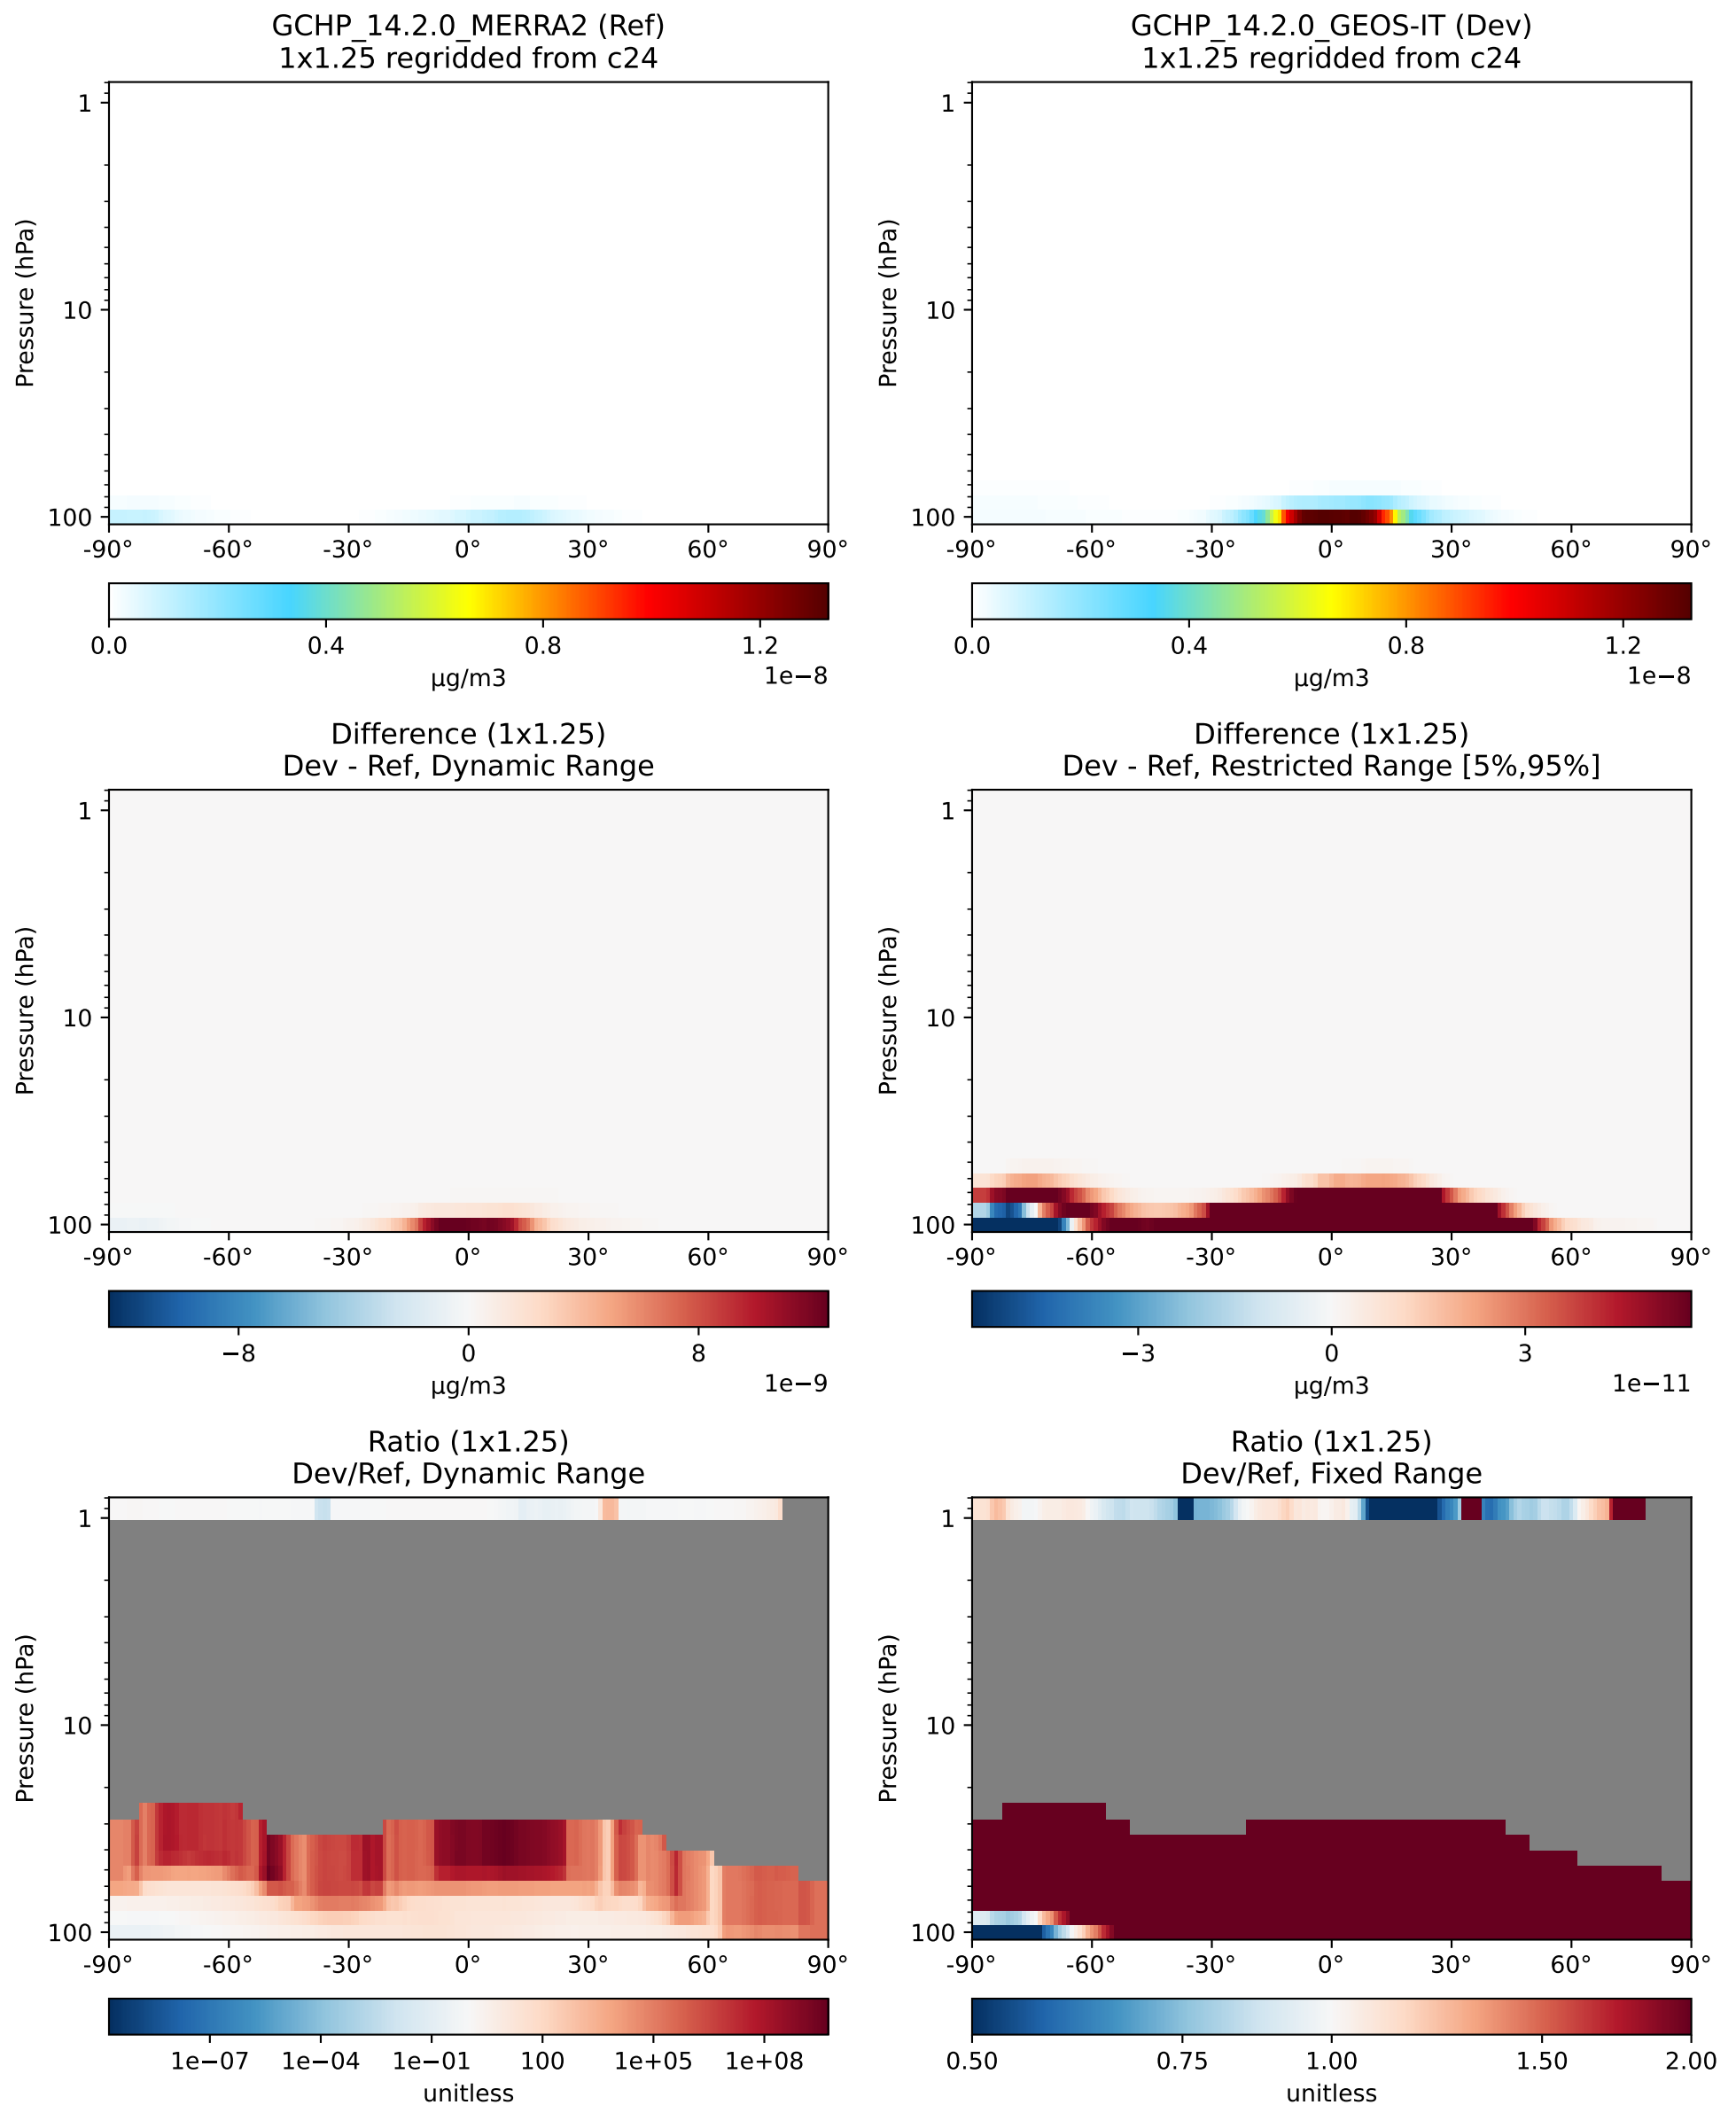 GCHP_14.2.0_MERRA2 (Ref)
1x1.25 regridded from c24
Pressure (hPa)
1
10
100
-90° -60° -30° 0° 30° 60° 90°
0.0 0.4 0.8 1.2
1e−8
µg/m3
GCHP_14.2.0_GEOS-IT (Dev)
1x1.25 regridded from c24
Pressure (hPa)
1
10
100
-90° -60° -30° 0° 30° 60° 90°
0.0 0.4 0.8 1.2
1e−8
µg/m3
Difference (1x1.25)
Dev - Ref, Dynamic Range
Pressure (hPa)
1
10
100
-90° -60° -30° 0° 30° 60° 90°
−8 0 8
1e−9
µg/m3
Difference (1x1.25)
Dev - Ref, Restricted Range [5%,95%]
Pressure (hPa)
1
10
100
-90° -60° -30° 0° 30° 60° 90°
−3 0 3
1e−11
µg/m3
Ratio (1x1.25)
Dev/Ref, Dynamic Range
Pressure (hPa)
1
10
100
-90° -60° -30° 0° 30° 60° 90°
1e−07 1e−04 1e−01 100 1e+05 1e+08
unitless
Ratio (1x1.25)
Dev/Ref, Fixed Range
Pressure (hPa)
1
10
100
-90° -60° -30° 0° 30° 60° 90°
0.50 0.75 1.00 1.50 2.00
unitless